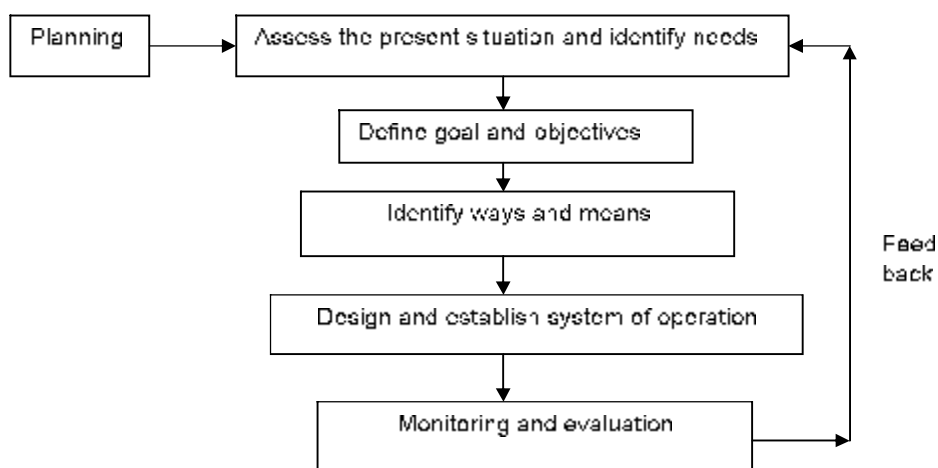 Planning
Assess the present situation and identify needs
Define goal and objectives
Identify ways and means
Design and establish system of operation
Monitoring and evaluation
Feed
back